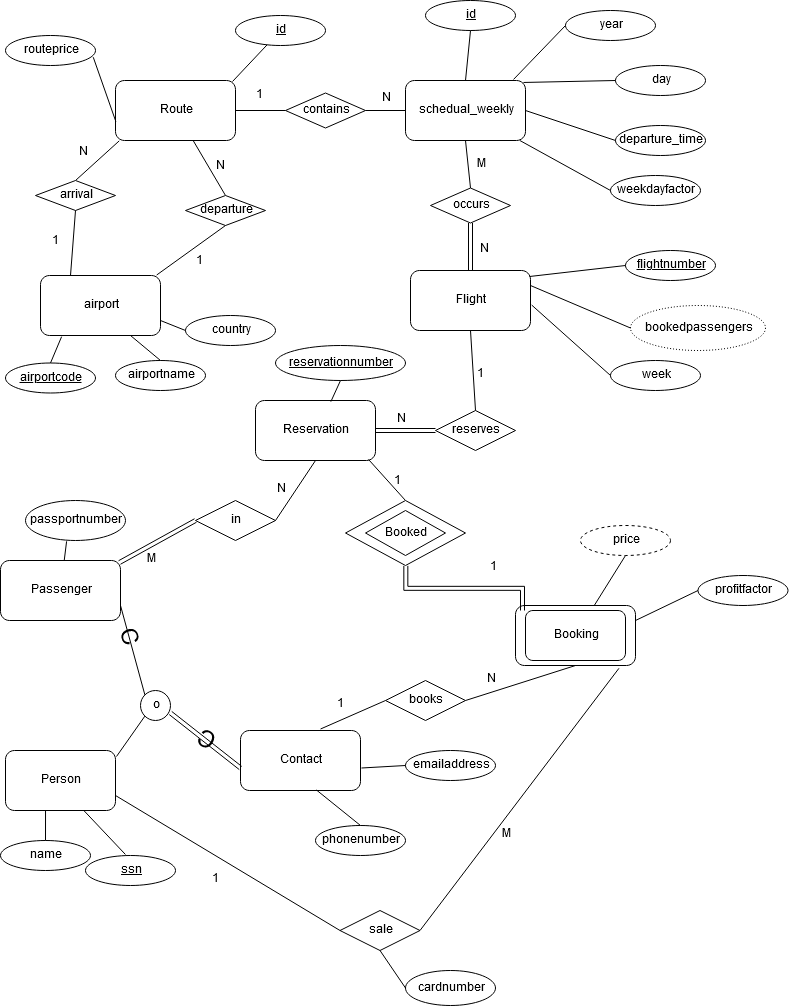 id
id
year
routeprice
day
Route
1
contains
N
schedual_weekly
departure_time
N
N
M
arrival
departure
weekdayfactor
occurs
1
1
N
flightnumber
airport
Flight
country
bookedpassengers
airportcode
airportname
reservationnumber
1
week
Reservation
N
reserves
N
1
passportnumber
in
Booked
price
M
1
Passenger
profitfactor
Booking
N
o
1
books
Person
Contact
emailaddress
phonenumber
M
name
ssn
1
sale
cardnumber